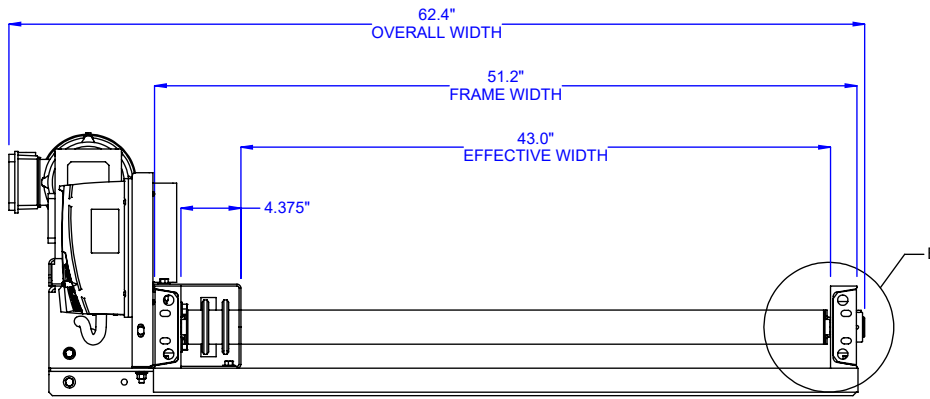 62.4"
OVERALL WIDTH
51.2"
FRAME WIDTH
43.0"
EFFECTIVE WIDTH
4.375"